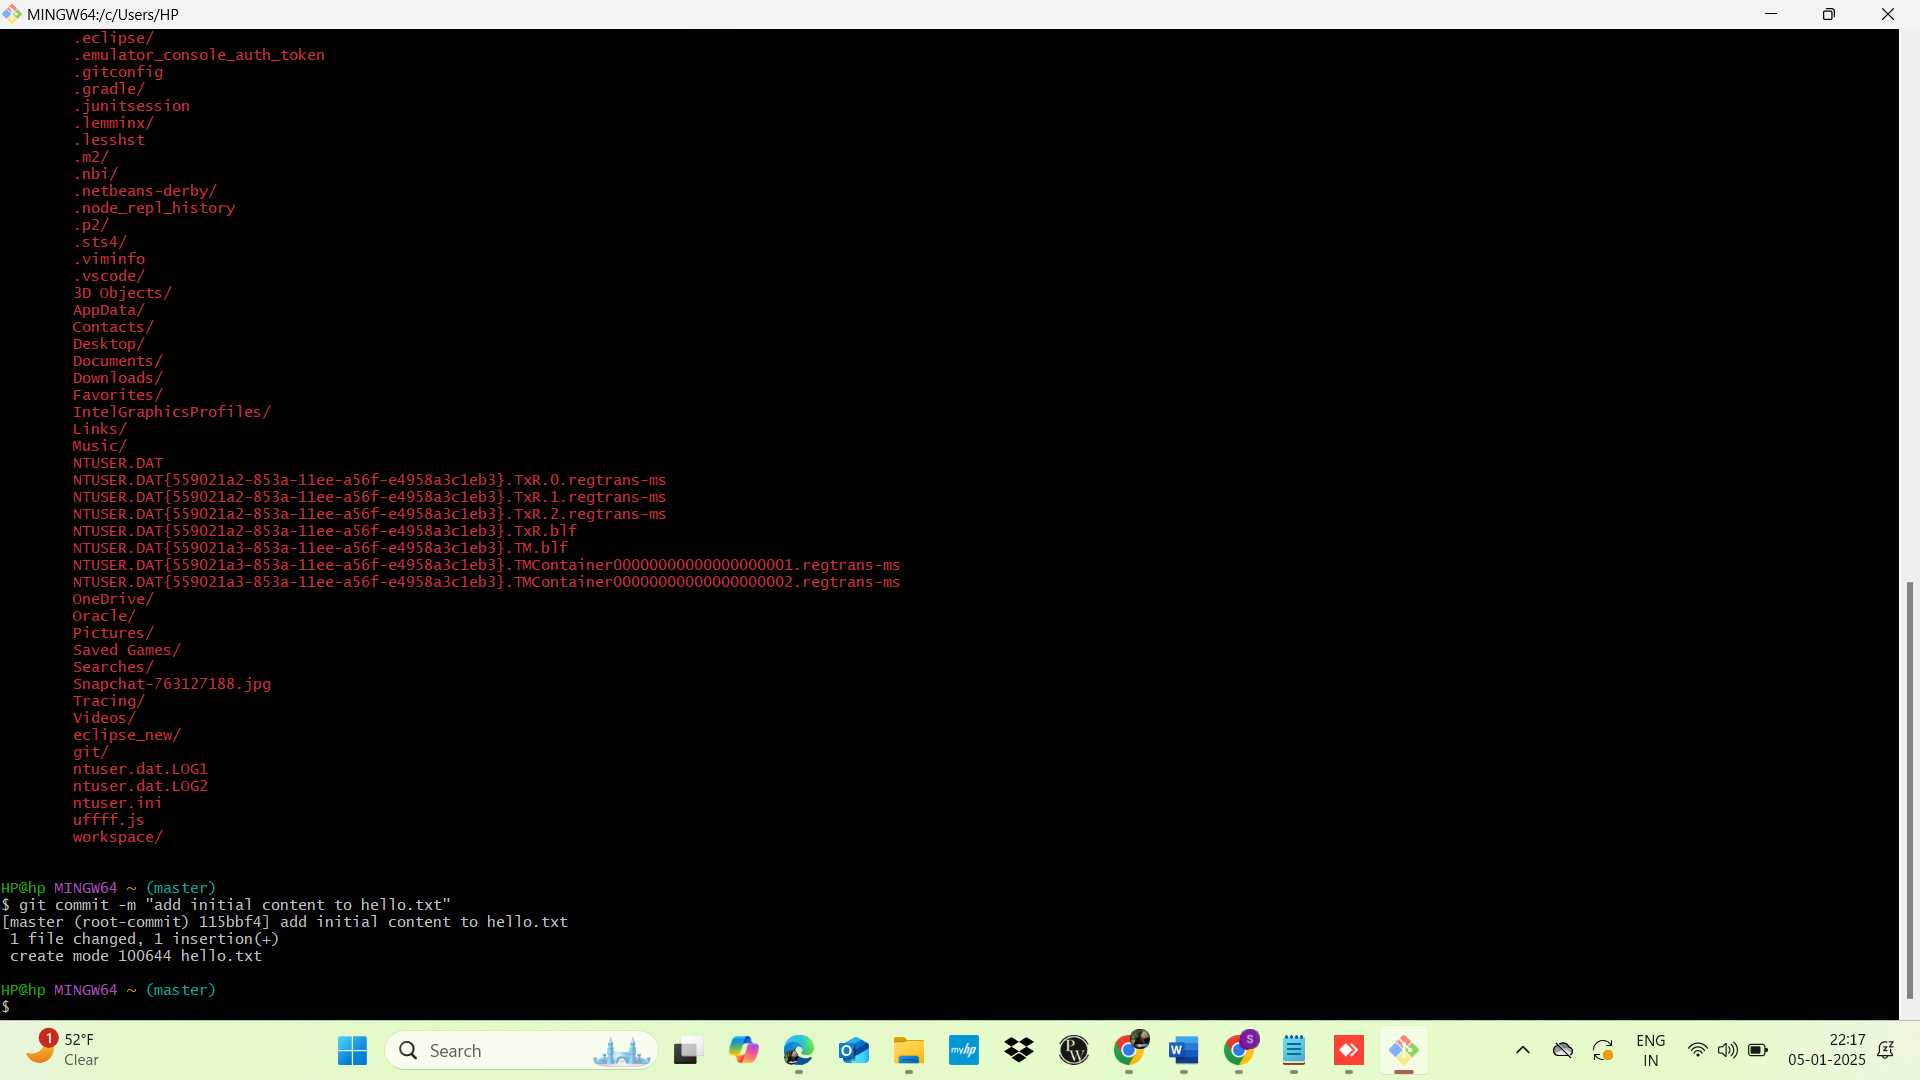 MINGW64:/c/Users/HP
.eclipse/
.emulator_console_auth_token
.gitconfig
.gradle/
.junitsession
.lemminx/
.lesshst
.m2/
.nbi/
.netbeans-derby/
.node_repl_history
.p2/
.sts4/
.viminfo
.vscode/
3D Objects/
AppData/
Contacts/
Desktop/
Documents/
Downloads/
Favorites/
IntelGraphicsProfiles/
Links/
Music/
NTUSER.DAT
NTUSER.DAT{559021a2-853a-11ee-a56f-e4958a3c1eb3}.TxR.0.regtrans-ms
NTUSER.DAT{559021a2-853a-11ee-a56f-e4958a3c1eb3}.TxR.1.regtrans-ms
NTUSER.DAT{559021a2-853a-11ee-a56f-e4958a3c1eb3}.TxR.2.regtrans-ms
NTUSER.DAT{559021a2-853a-11ee-a56f-e4958a3c1eb3}.TxR.blf
NTUSER.DAT{559021a3-853a-11ee-a56f-e4958a3c1eb3}.TM.blf
NTUSER.DAT{559021a3-853a-11ee-a56f-e4958a3c1eb3}.TMContainer00000000000000000001.regtrans-ms
NTUSER.DAT{559021a3-853a-11ee-a56f-e4958a3c1eb3}.TMContainer00000000000000000002.regtrans-ms
OneDrive/
Oracle/
Pictures/
Saved Games/
Searches/
Snapchat-763127188.jpg
Tracing/
Videos/
eclipse_new/
git/
ntuser.dat.LOG1
ntuser.dat.LOG2
ntuser.ini
uffff.js
workspace/
HP@hp MINGW64 ~ (master)
$ git commit -m "add initial content to hello.txt"
[master (root-commit) 115bbf4] add initial content to hello.txt
1 file changed, 1 insertion(+)
create mode 100644 hello.txt
HP@hp MINGW64 ~ (master)
$
1
52°F
Clear
Search
myhp
PW
W
S
ENG
IN
22:17
05-01-2025